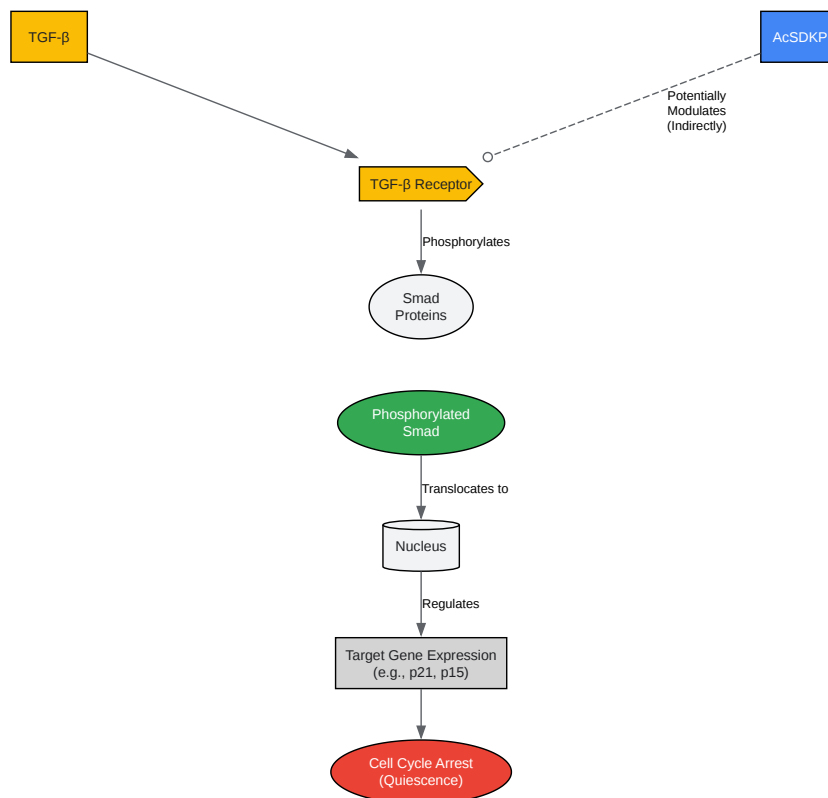 TGF-β
AcSDKP
Potentially
Modulates
(Indirectly)
TGF-β Receptor
Phosphorylates
Smad
Proteins
Phosphorylated
Smad
Translocates to
Nucleus
Regulates
Target Gene Expression
(e.g., p21, p15)
Cell Cycle Arrest
(Quiescence)